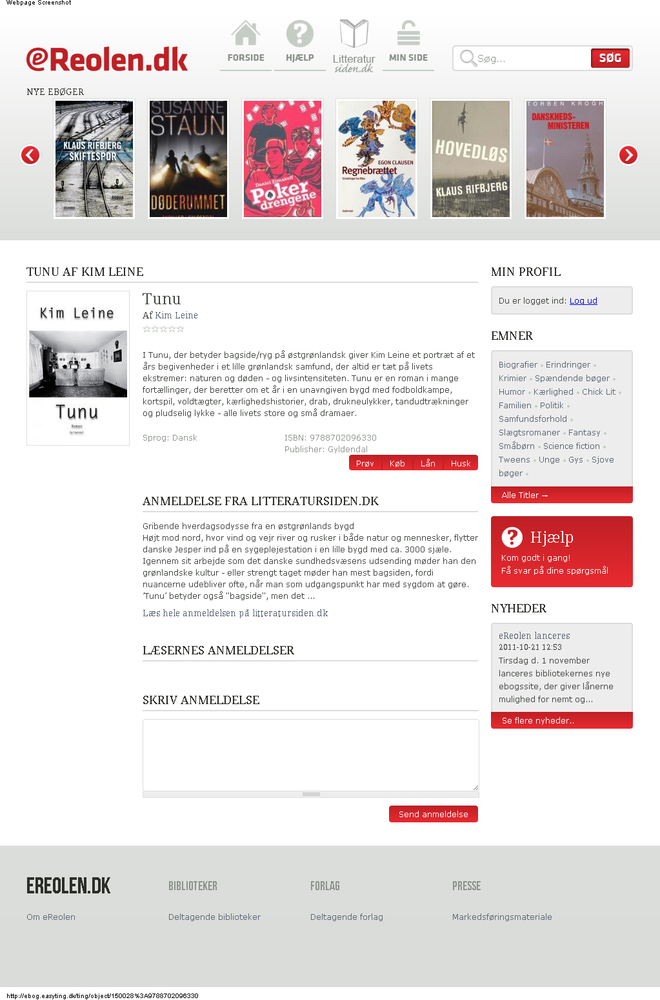 Webpage Screenshot
eReolen.dk
FORSIDE
HJÆLP
Litteratur
siden.dk
MIN SIDE
Søg...
SØG
NYE EBØGER
KLAUS RIFBJERG
SKIFTESPOR
ROMAN
SUSANNE
STAUN
DØDERUMMET
Daniel Zimakoff
Poker
drengene
EGON CLAUSEN
Regnebrættet
HOVEDLØS
KLAUS RIFBJERG
Roman Gyldendal
TORBEN KROGH
DANSKHEDS-
MINISTEREN
TUNU AF KIM LEINE
Kim Leine
Tunu
Roman
Gyldendal
Tunu
Af Kim Leine
I Tunu, der betyder bagside/ryg på østgrønlandsk giver Kim Leine et portræt af et
års begivenheder i et lille grønlandsk samfund, der altid er tæt på livets
ekstremer: naturen og døden - og livsintensiteten. Tunu er en roman i mange
fortællinger, der beretter om et år i en unavngiven bygd med fodboldkampe,
kortspil, voldtægter, kærlighedshistorier, drab, drukneulykker, tandudtrækninger
og pludselig lykke - alle livets store og små dramaer.
Sprog: Dansk
ISBN: 9788702096330
Publisher: Gyldendal
Prøv Køb Lån Husk
ANMELDELSE FRA LITTERATURSIDEN.DK
Gribende hverdagsodysse fra en østgrønlands bygd
Højt mod nord, hvor vind og vejr river og rusker i både natur og mennesker, flytter
danske Jesper ind på en sygeplejestation i en lille bygd med ca. 3000 sjæle.
Igennem sit arbejde som det danske sundhedsvæsens udsending møder han den
grønlandske kultur - eller strengt taget møder han mest bagsiden, fordi
nuancerne udebliver ofte, når man som udgangspunkt har med sygdom at gøre.
’Tunu’ betyder også "bagside", men det ...
Læs hele anmeldelsen på litteratursiden.dk
LÆSERNES ANMELDELSER
SKRIV ANMELDELSE
Send anmeldelse
MIN PROFIL
Du er logget ind: Log ud
EMNER
Biografier • Erindringer •
Krimier • Spændende bøger •
Humor • Kærlighed • Chick Lit •
Familien • Politik •
Samfundsforhold •
Slægtsromaner • Fantasy •
Småbørn • Science fiction •
Tweens • Unge • Gys • Sjove
bøger •
Alle Titler →
? Hjælp
Kom godt i gang!
Få svar på dine spørgsmål
NYHEDER
eReolen lanceres
2011-10-21 12:53
Tirsdag d. 1 november
lanceres bibliotekernes nye
ebogssite, der giver lånerne
mulighed for nemt og...
Se flere nyheder..
EREOLEN.DK
Om eReolen
BIBLIOTEKER
Deltagende biblioteker
FORLAG
Deltagende forlag
PRESSE
Markedsføringsmateriale
http://ebog.easyting.dk/ting/object/150028%3A9788702096330